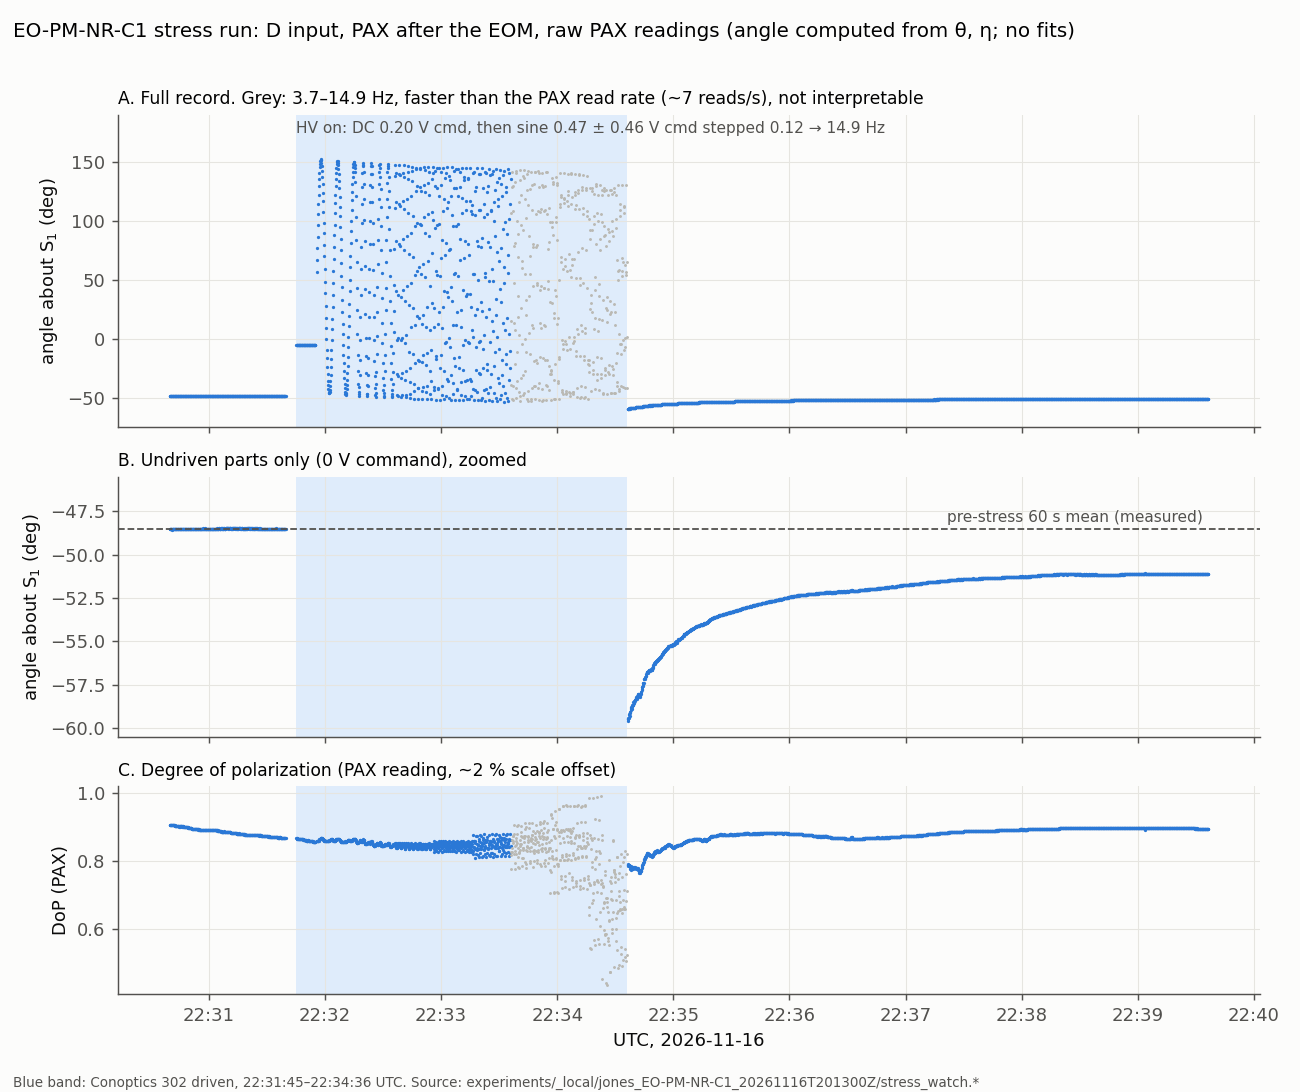 EO-PM-NR-C1 stress run: D input, PAX after the EOM, raw PAX readings (angle computed from θ, η; no fits)
A. Full record. Grey: 3.7–14.9 Hz, faster than the PAX read rate (~7 reads/s), not interpretable
HV on: DC 0.20 V cmd, then sine 0.47 ± 0.46 V cmd stepped 0.12 → 14.9 Hz
angle about S₁ (deg)
150
100
50
0
−50
B. Undriven parts only (0 V command), zoomed
pre-stress 60 s mean (measured)
angle about S₁ (deg)
−47.5
−50.0
−52.5
−55.0
−57.5
−60.0
C. Degree of polarization (PAX reading, ~2 % scale offset)
DoP (PAX)
1.0
0.8
0.6
22:31 22:32 22:33 22:34 22:35 22:36 22:37 22:38 22:39 22:40
UTC, 2026-11-16
Blue band: Conoptics 302 driven, 22:31:45–22:34:36 UTC. Source: experiments/_local/jones_EO-PM-NR-C1_20261116T201300Z/stress_watch.*